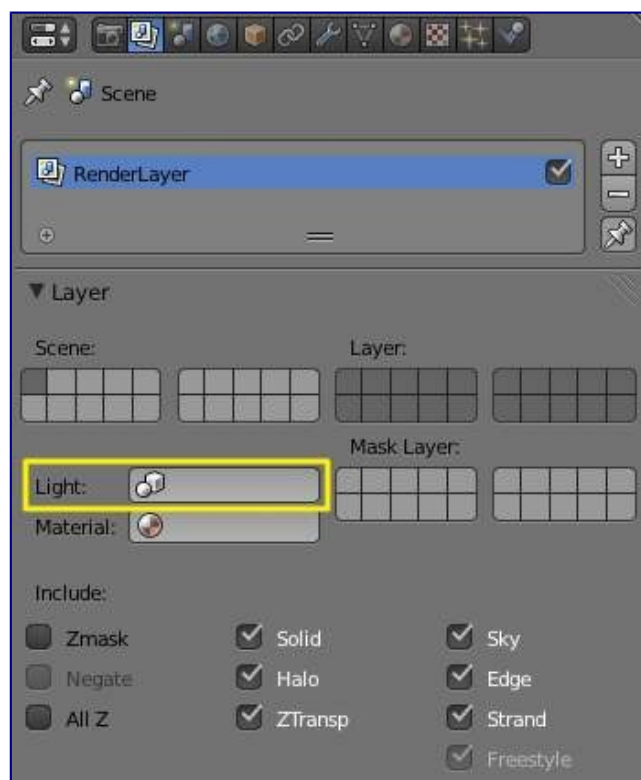 Scene
RenderLayer
Layer
Scene: Layer:
Mask Layer:
Light:
Material:
Include:
Zmask Solid Sky
Negate Halo Edge
All Z ZTransp Strand
Freestyle